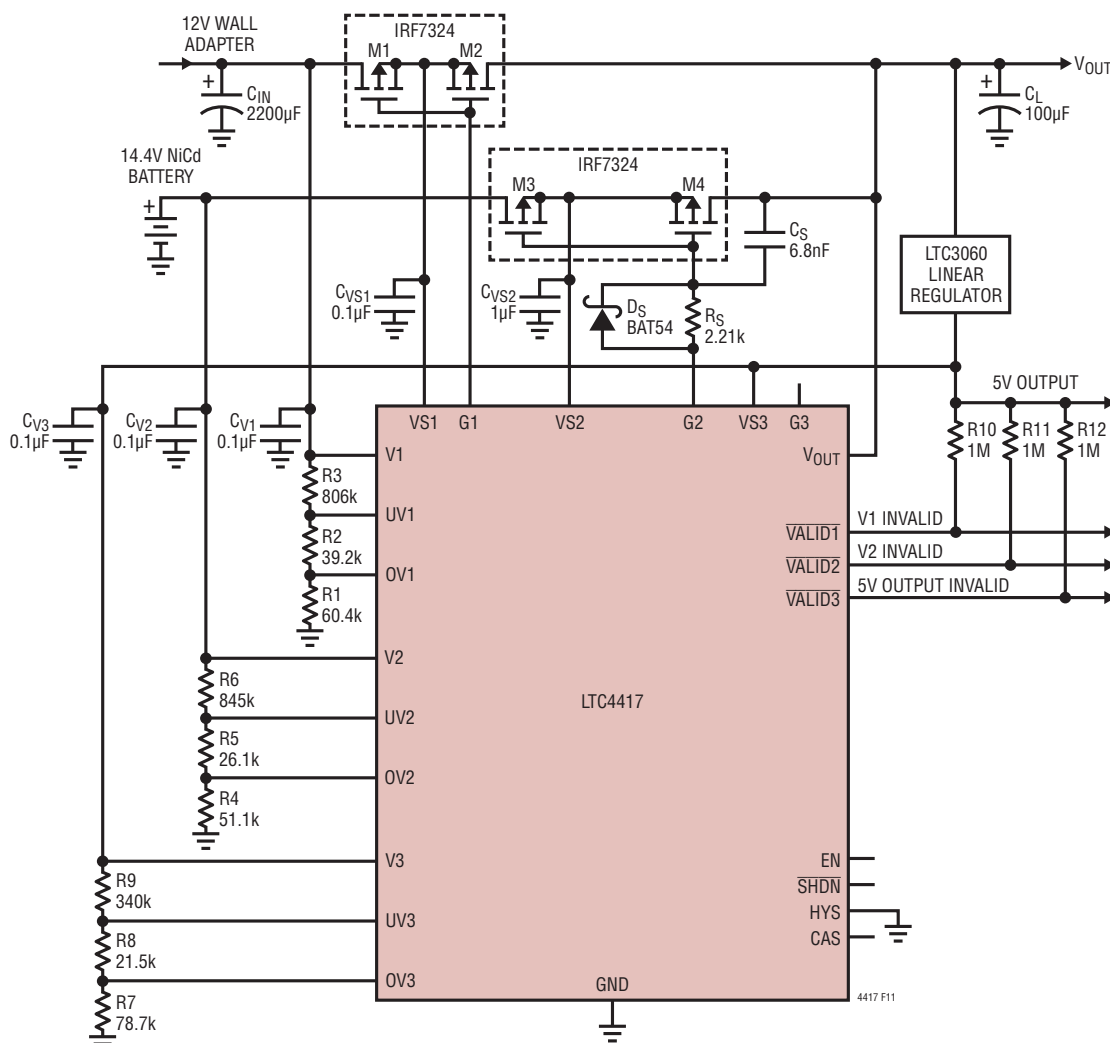 12V WALL
ADAPTER
IRF7324
M1
M2
VOUT
+
CIN
2200µF
+
CL
100µF
14.4V NiCd
BATTERY
+
IRF7324
M3
M4
CS
6.8nF
LTC3060
LINEAR
REGULATOR
CVS1
0.1µF
CVS2
1µF
DS
BAT54
RS
2.21k
5V OUTPUT
CV3
0.1µF
CV2
0.1µF
CV1
0.1µF
VS1
G1
VS2
G2
VS3
G3
R10
1M
R11
1M
R12
1M
V1
VOUT
R3
806k
UV1
R2
39.2k
VALID1
V1 INVALID
VALID2
V2 INVALID
OV1
VALID3
5V OUTPUT INVALID
R1
60.4k
V2
R6
845k
LTC4417
UV2
R5
26.1k
OV2
R4
51.1k
V3
EN
R9
340k
SHDN
HYS
UV3
CAS
R8
21.5k
OV3
GND
R7
78.7k
4417 F11